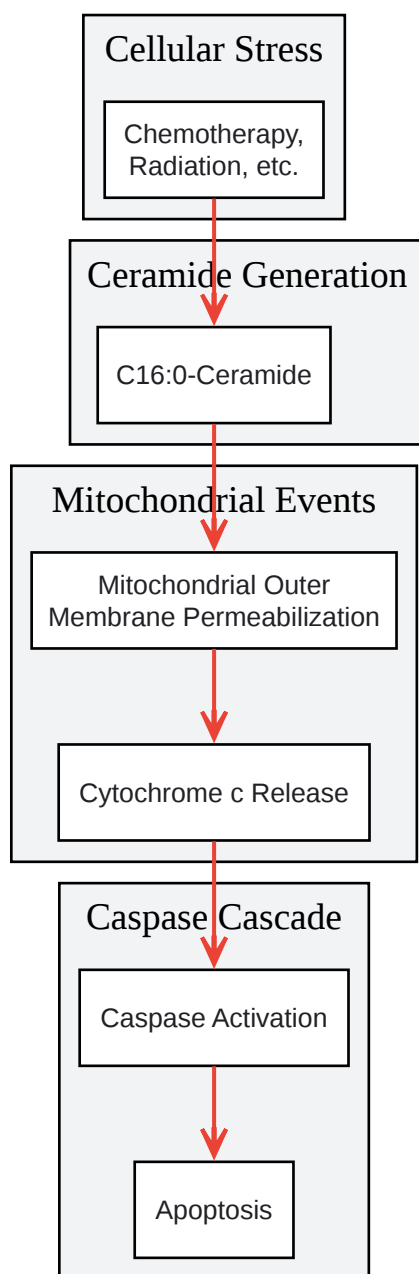 Cellular Stress
Chemotherapy,
Radiation, etc.
Ceramide Generation
C16:0-Ceramide
Mitochondrial Events
Mitochondrial Outer
Membrane Permeabilization
Cytochrome c Release
Caspase Cascade
Caspase Activation
Apoptosis